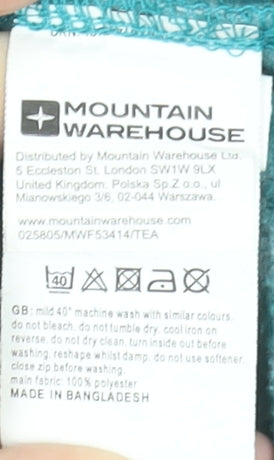 MOUNTAIN
WAREHOUSE
Distributed by Mountain Warehouse Ltd.
5 Eccleston St. London SW1W 9LX
United Kingdom. Polska Sp.Z o.o., ul
Mianowskiego 3/6, 02-044 Warszawa.
www.mountainwarehouse.com
025805/MWF53414/TEA
40
GB: mild 40° machine wash with similar colours.
do not bleach. do not tumble dry. cool iron on
reverse. do not dry clean. turn inside out before
washing. reshape whilst damp. do not use softener.
close zip before washing.
main fabric: 100% polyester
MADE IN BANGLADESH